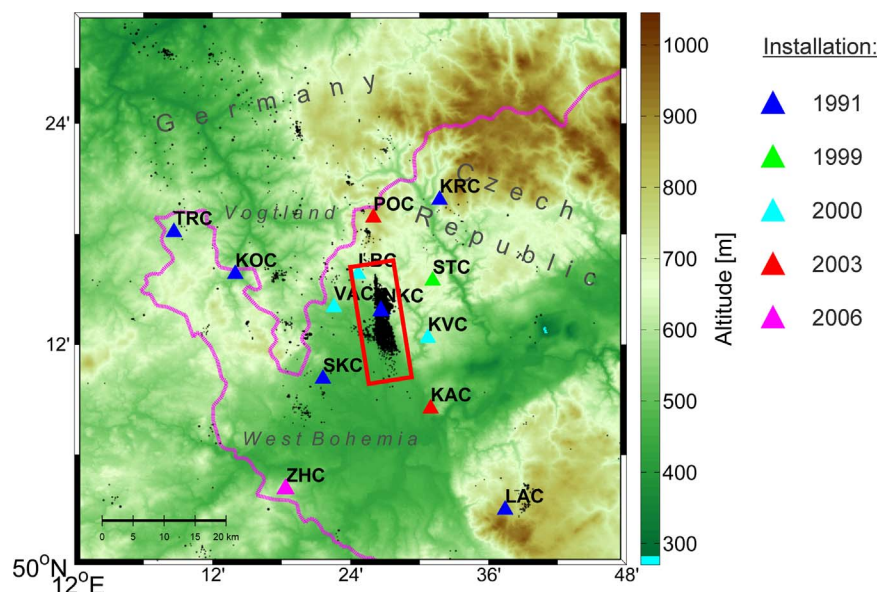 Germany
Czech
Republic
Vogtland
West Bohemia
TRC
KOC
POC
KRC
LBC
STC
VAC
NKC
KVC
SKC
KAC
ZHC
LAC
0 5 10 20 km
24'
12'
50°N
12°E
12'
24'
36'
48'
1000
900
800
700
600
500
400
300
Altitude [m]
Installation:
1991
1999
2000
2003
2006